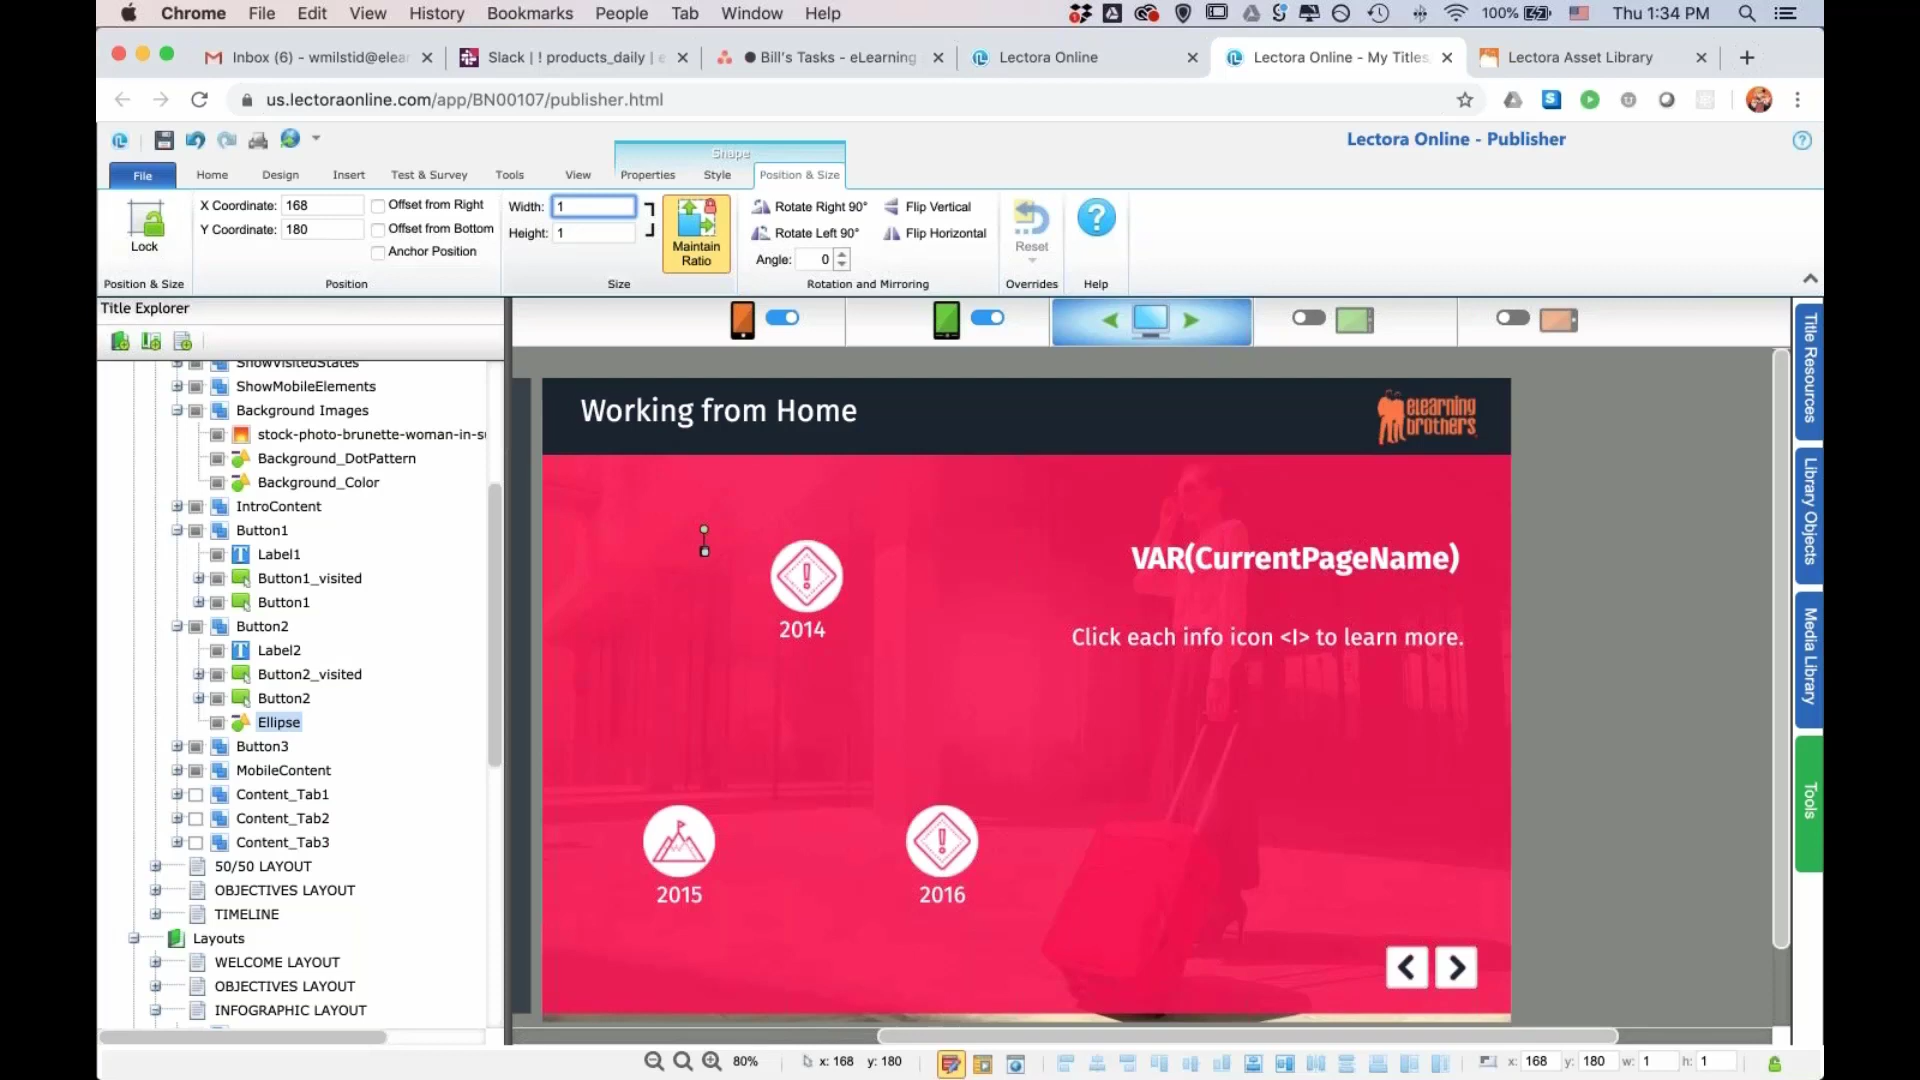 Chrome File Edit View History Bookmarks People Tab Window Help 100% Thu 1:34 PM
Inbox (6) - wmilstid@elear
Slack | ! products_daily | e
● Bill's Tasks - eLearning
Lectora Online
Lectora Online - My Titles,
Lectora Asset Library
us.lectoraonline.com/app/BN00107/publisher.html
Lectora Online - Publisher
Shape
File Home Design Insert Test & Survey Tools View Properties Style Position & Size
Lock
Position & Size
X Coordinate: 168
Y Coordinate: 180
Offset from Right
Offset from Bottom
Anchor Position
Position
Width: 1
Height: 1
Maintain
Ratio
Size
Rotate Right 90° Flip Vertical
Rotate Left 90° Flip Horizontal
Angle: 0
Rotation and Mirroring
Reset
Overrides
Help
Title Explorer
ShowVisitedStates
ShowMobileElements
Background Images
stock-photo-brunette-woman-in-su
Background_DotPattern
Background_Color
IntroContent
Button1
Label1
Button1_visited
Button1
Button2
Label2
Button2_visited
Button2
Ellipse
Button3
MobileContent
Content_Tab1
Content_Tab2
Content_Tab3
50/50 LAYOUT
OBJECTIVES LAYOUT
TIMELINE
Layouts
WELCOME LAYOUT
OBJECTIVES LAYOUT
INFOGRAPHIC LAYOUT
Working from Home
eLearning
brothers
VAR(CurrentPageName)
Click each info icon <I> to learn more.
2014
2015
2016
Title Resources
Library Objects
Media Library
Tools
80% x: 168 y: 180 x: 168 y: 180 w: 1 h: 1